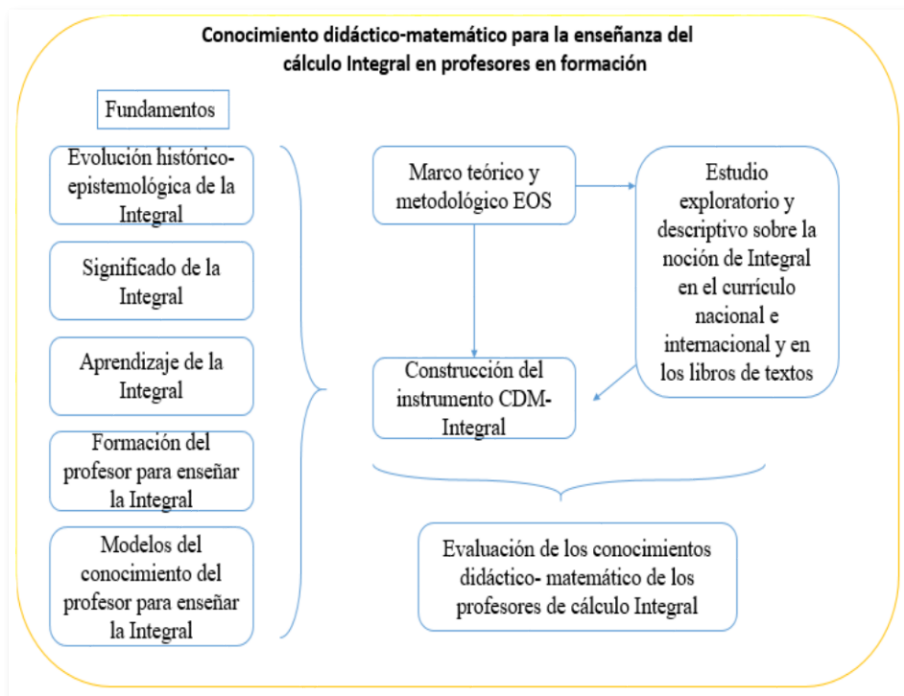 Conocimiento didáctico-matemático para la enseñanza del
cálculo Integral en profesores en formación
Fundamentos
Evolución histórico-
epistemológica de la
Integral
Significado de la
Integral
Aprendizaje de la
Integral
Formación del
profesor para enseñar
la Integral
Modelos del
conocimiento del
profesor para enseñar
la Integral
Marco teórico y
metodológico EOS
Construcción del
instrumento CDM-
Integral
Estudio
exploratorio y
descriptivo sobre la
noción de Integral
en el currículo
nacional e
internacional y en
los libros de textos
Evaluación de los conocimientos
didáctico- matemático de los
profesores de cálculo Integral